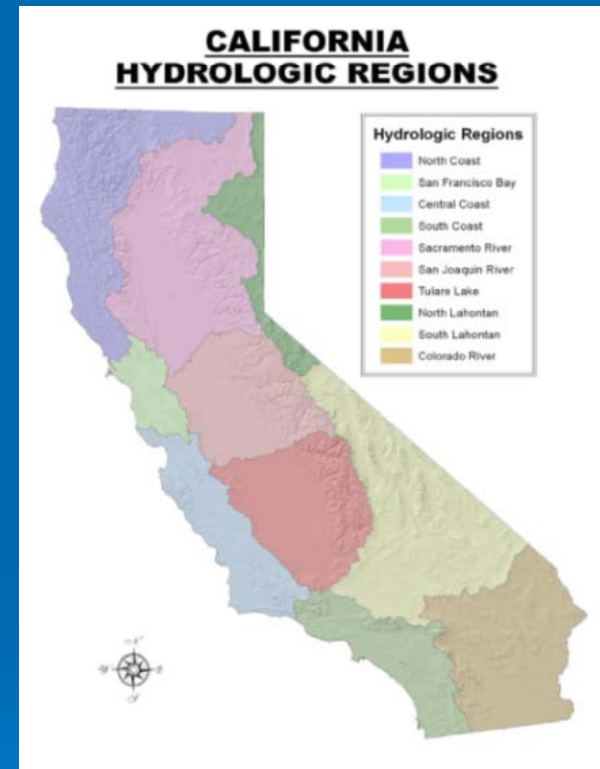 CALIFORNIA
HYDROLOGIC REGIONS
Hydrologic Regions
North Coast
San Francisco Bay
Central Coast
South Coast
Sacramento River
San Joaquin River
Tulare Lake
North Lahontan
South Lahontan
Colorado River